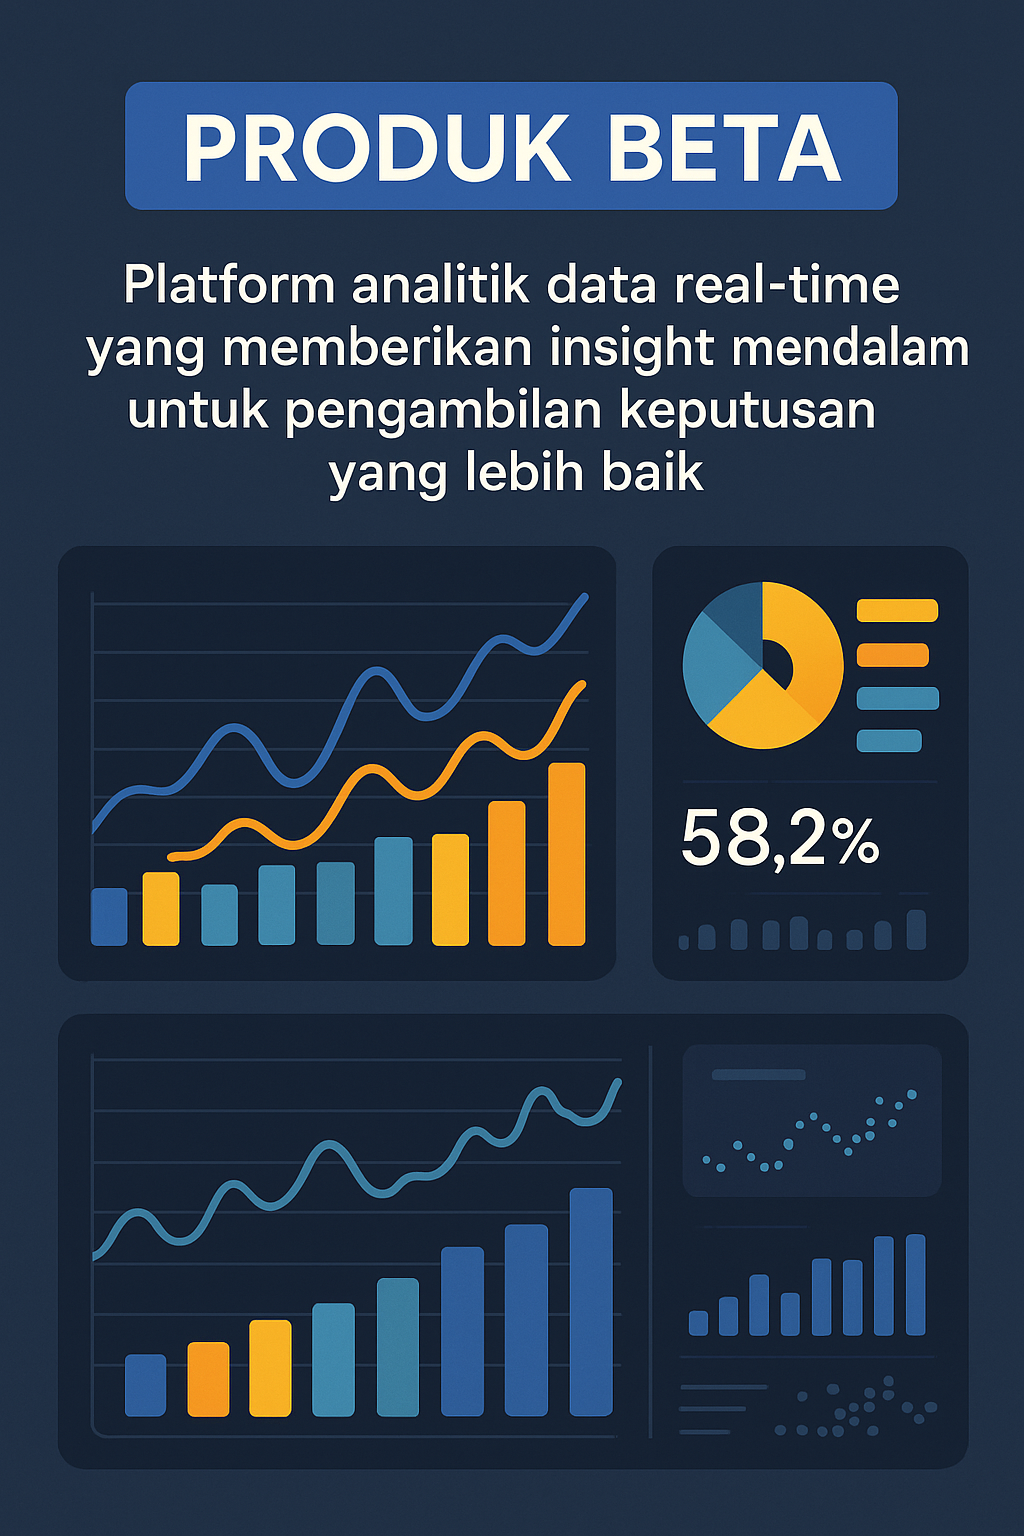 PRODUK BETA
Platform analitik data real-time
yang memberikan insight mendalam
untuk pengambilan keputusan
yang lebih baik
58,2%